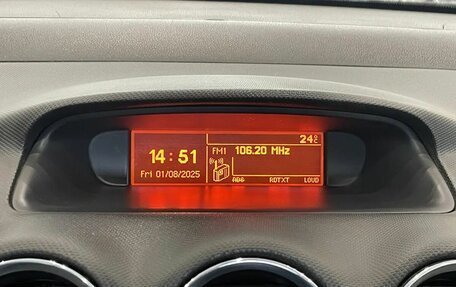 24°C
14:51
FM1 106.20 MHz
Fri 01/08/2025
RDS RDTXT LOUD